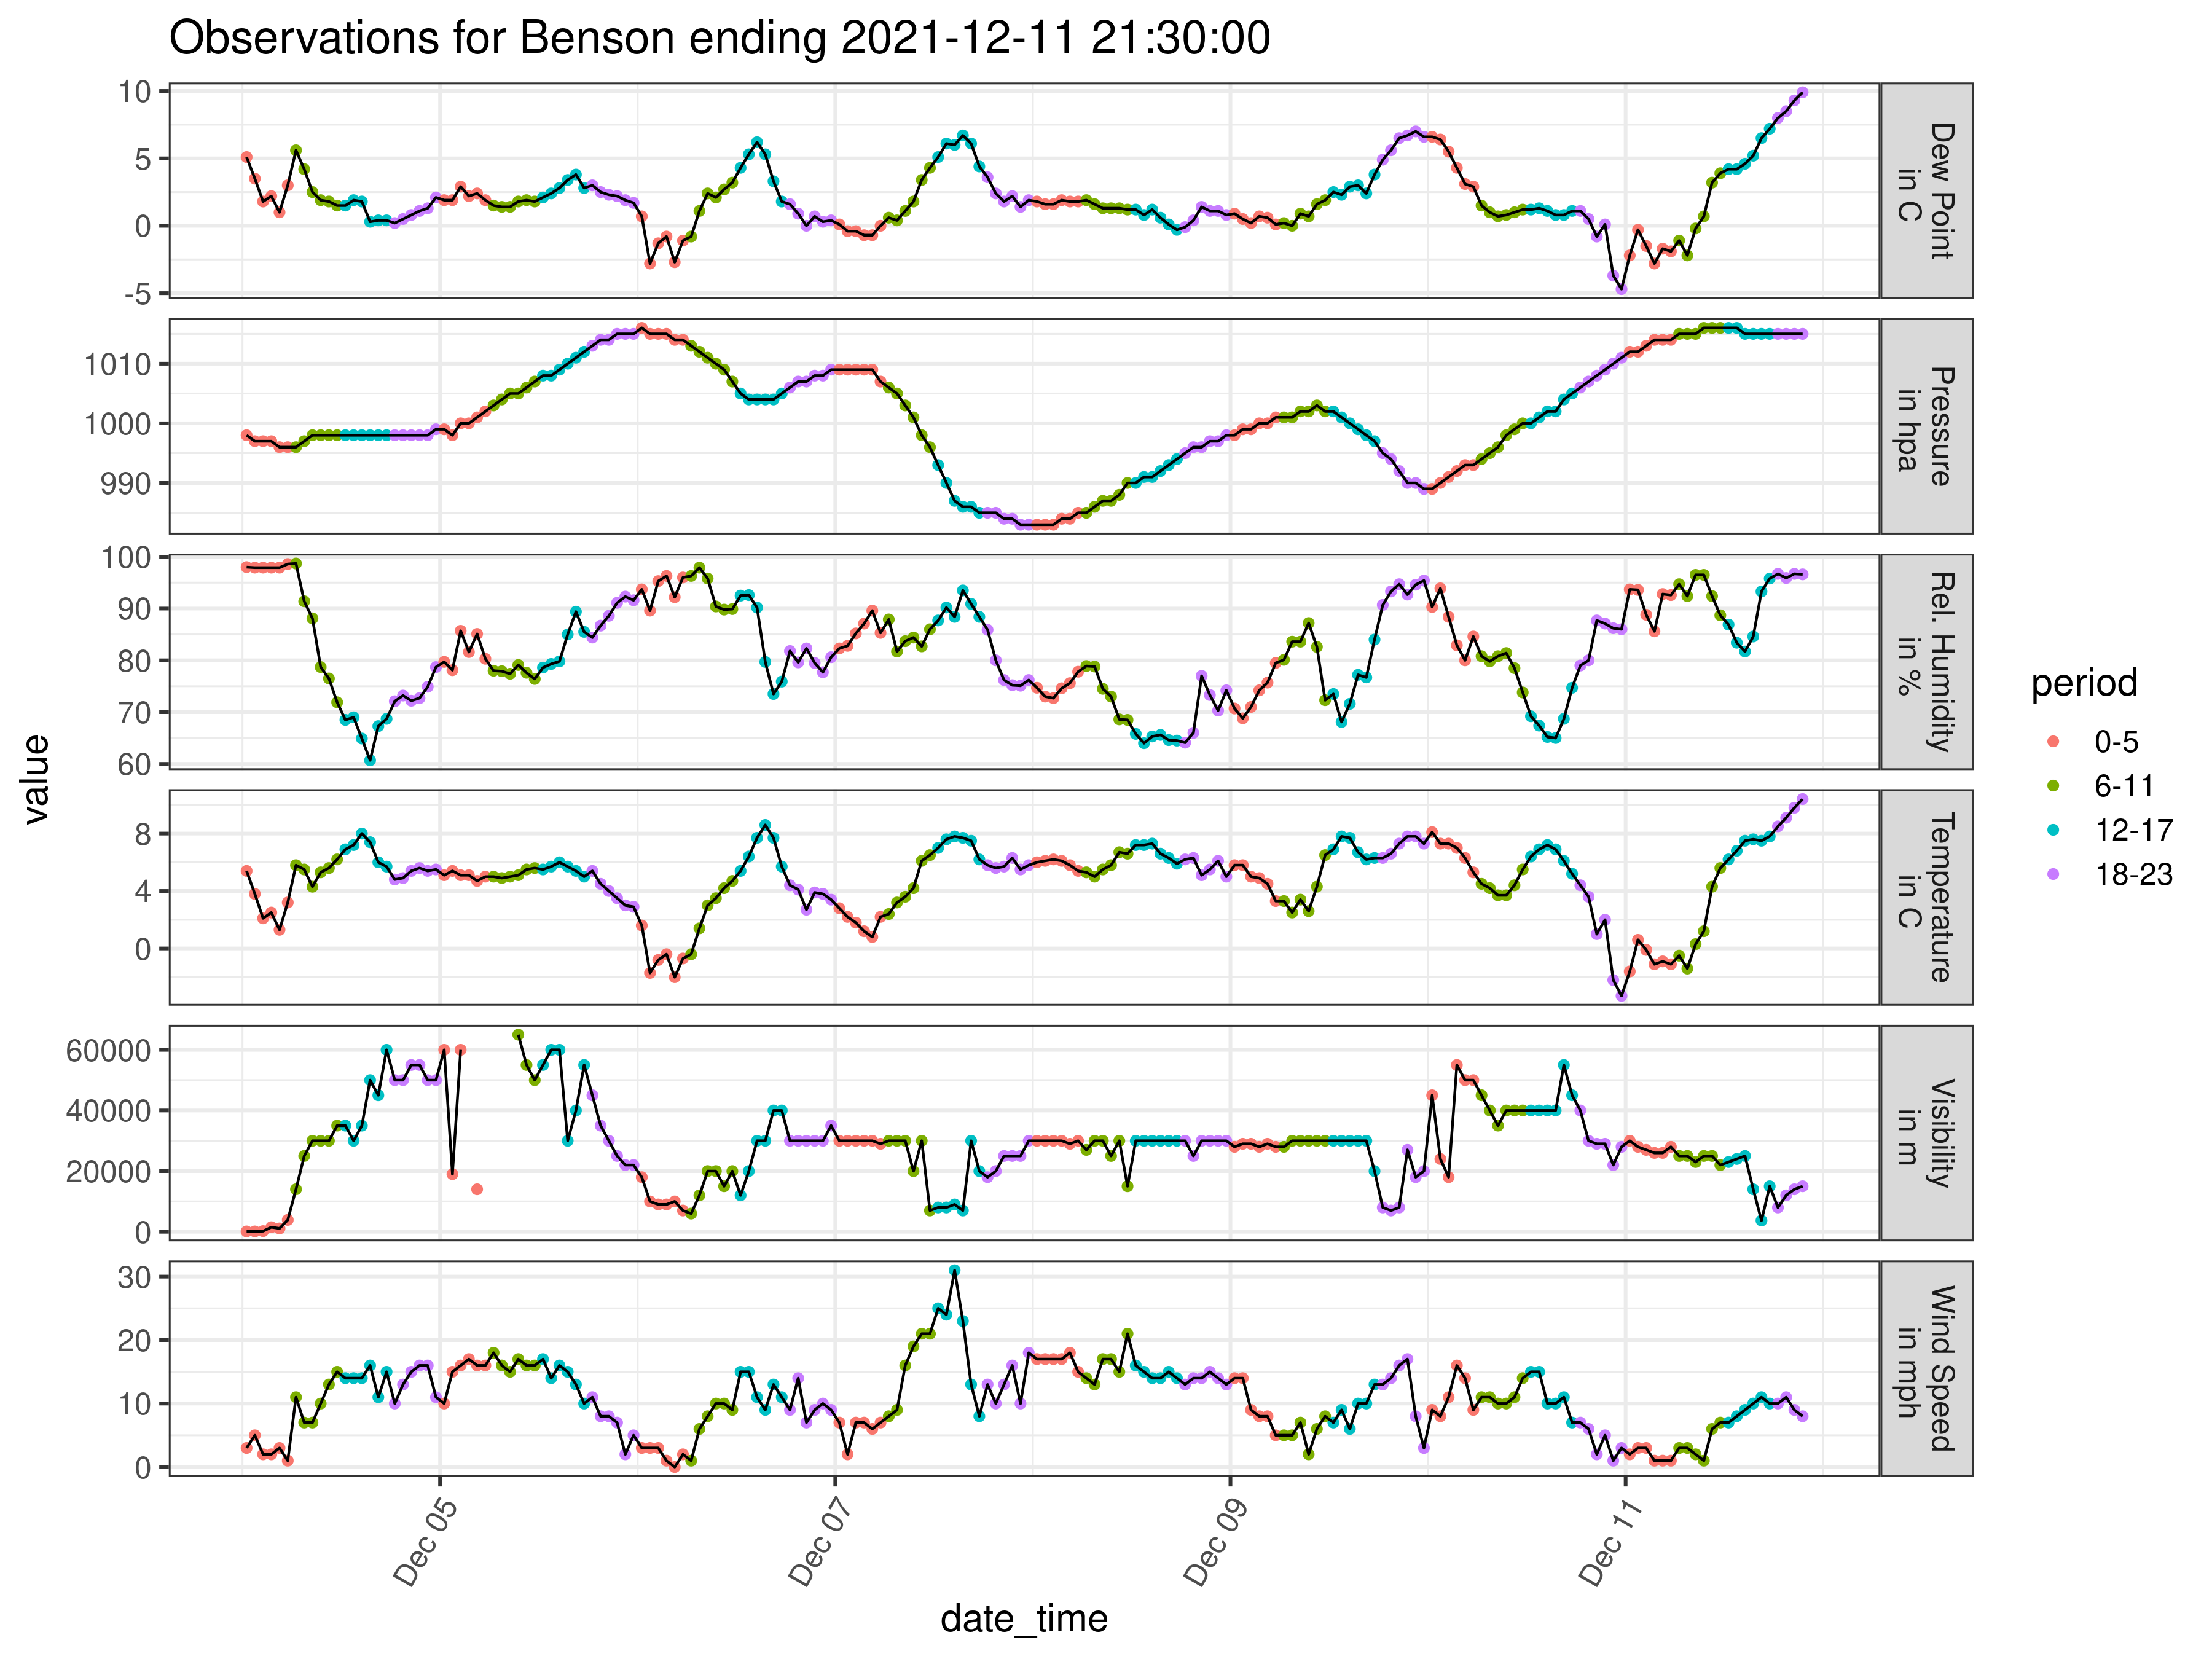 Observations for Benson ending 2021-12-11 21:30:00
10
5
0
-5
Dew Point
in C
1010
1000
990
Pressure
in hpa
100
90
80
70
60
Rel. Humidity
in %
8
4
0
Temperature
in C
60000
40000
20000
0
Visibility
in m
30
20
10
0
Wind Speed
in mph
value
Dec 05
Dec 07
Dec 09
Dec 11
date_time
period
0-5
6-11
12-17
18-23